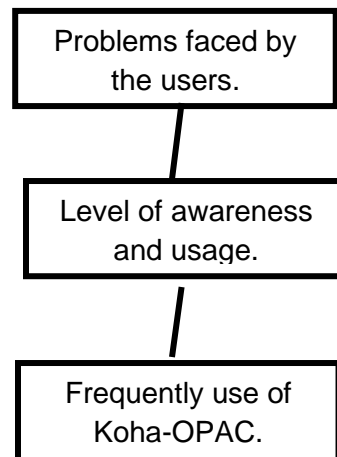 Problems faced by
the users.
Level of awareness
and usage.
Frequently use of
Koha-OPAC.